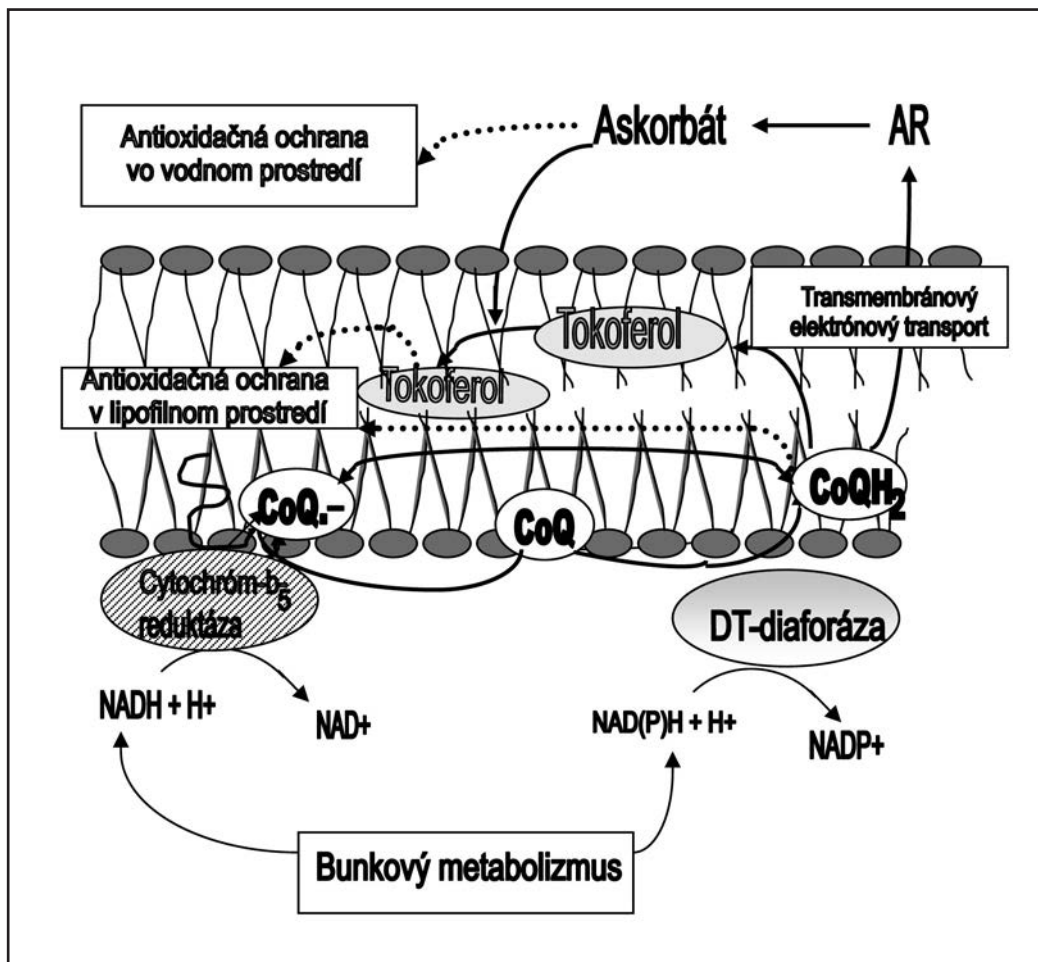 Antioxidačná ochrana
vo vodnom prostredí
Askorbát
AR
Transmembránový
elektrónový transport
Tokoferol
Tokoferol
Antioxidačná ochrana
v lipofilnom prostredí
CoQ.–
CoQ
CoQH2
Cytochróm-b5
reduktáza
DT-diaforáza
NADH + H+
NAD+
NAD(P)H + H+
NADP+
Bunkový metabolizmus